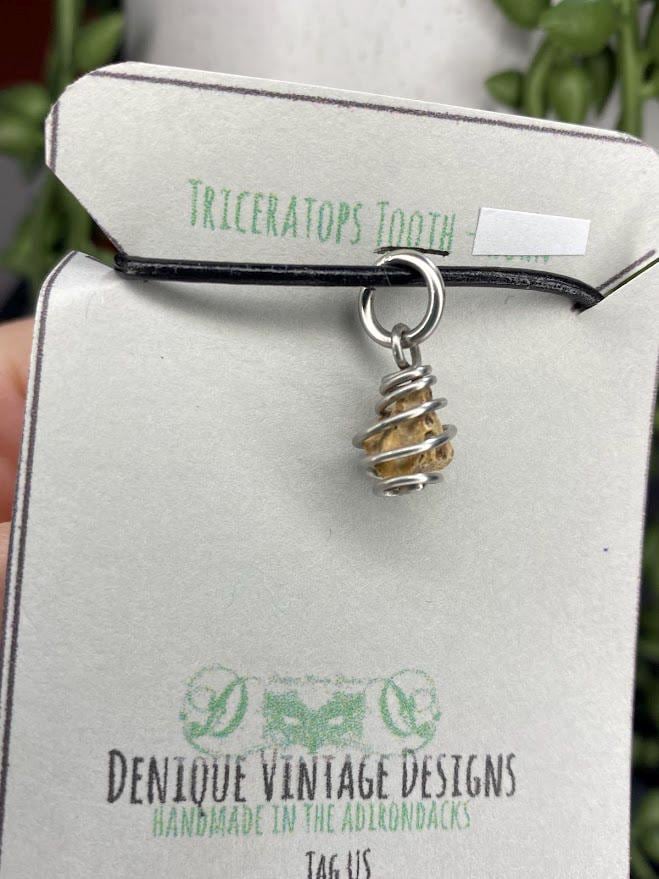 TRICERATOPS TOOTH -
DENIQUE VINTAGE DESIGNS
HANDMADE IN THE ADIRONDACKS
TAG US